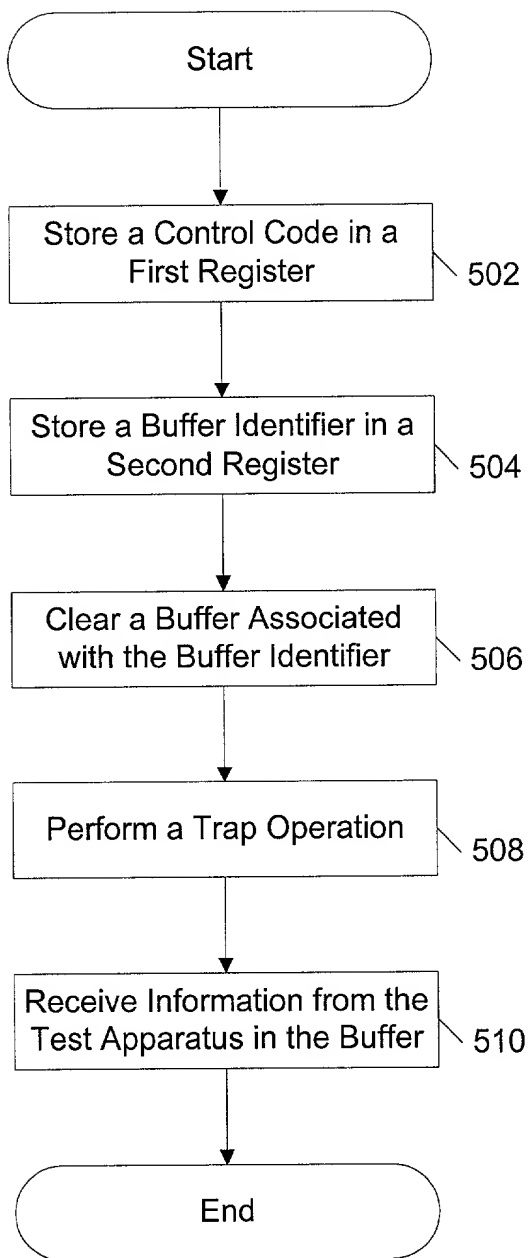 Start
Store a Control Code in a
First Register
502
Store a Buffer Identifier in a
Second Register
504
Clear a Buffer Associated
with the Buffer Identifier
506
Perform a Trap Operation
508
Receive Information from the
Test Apparatus in the Buffer
510
End